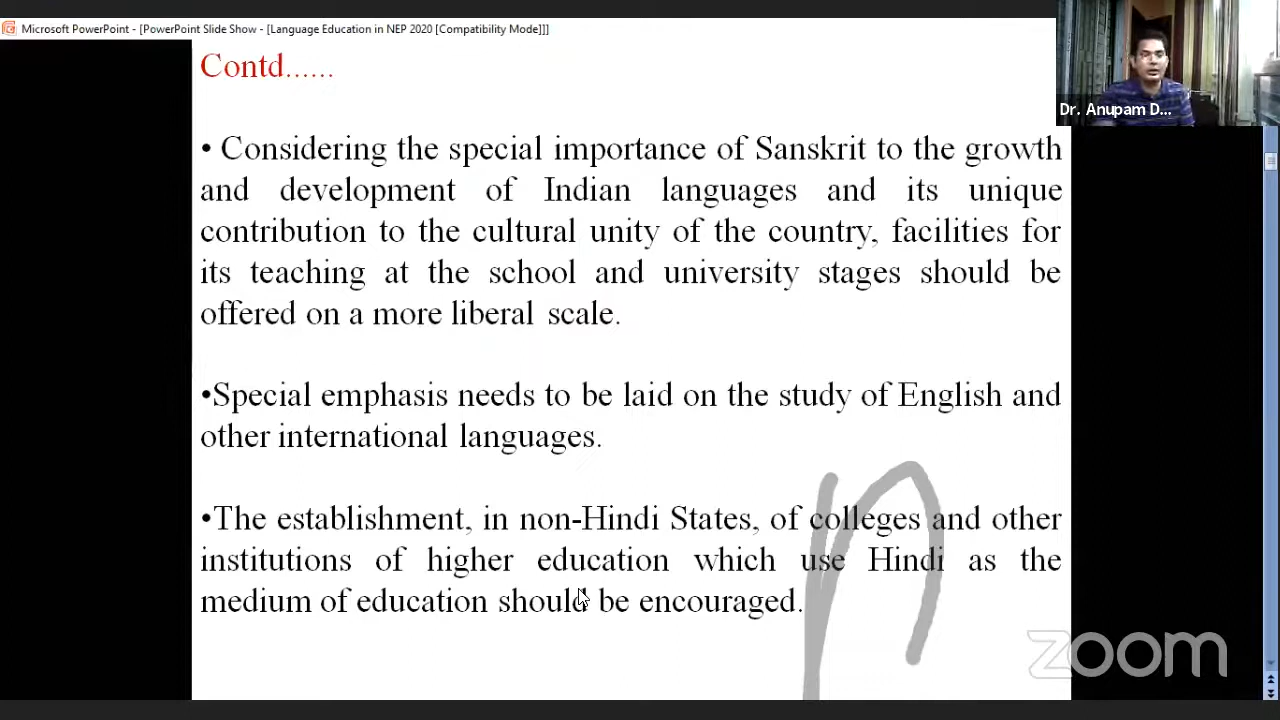 Microsoft PowerPoint - [PowerPoint Slide Show - [Language Education in NEP 2020 [Compatibility Mode]]]
Dr. Anupam D...
Contd......
• Considering the special importance of Sanskrit to the growth
and development of Indian languages and its unique
contribution to the cultural unity of the country, facilities for
its teaching at the school and university stages should be
offered on a more liberal scale.
•Special emphasis needs to be laid on the study of English and
other international languages.
•The establishment, in non-Hindi States, of colleges and other
institutions of higher education which use Hindi as the
medium of education should be encouraged.
zoom